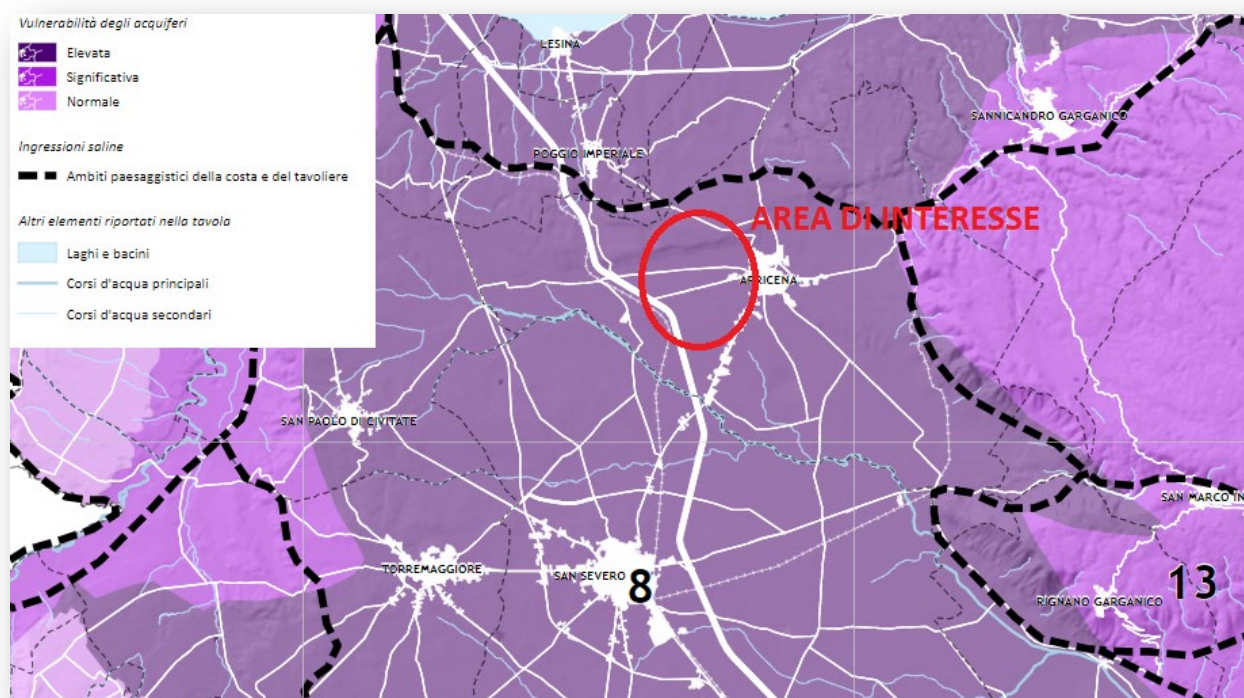 Vulnerabilità degli acquiferi
Elevata
Significativa
Normale
Ingressioni saline
Ambiti paesaggistici della costa e del tavoliere
Altri elementi riportati nella tavola
Laghi e bacini
Corsi d'acqua principali
Corsi d'acqua secondari
LESINA
SANNICANDRO GARGANICO
POGGIO IMPERIALE
AREA DI INTERESSE
APRICENA
SAN PAOLO DI CIVITATE
SAN MARCO IN
TORREMAGGIORE
SAN SEVERO
8
13
RIGNANO GARGANICO